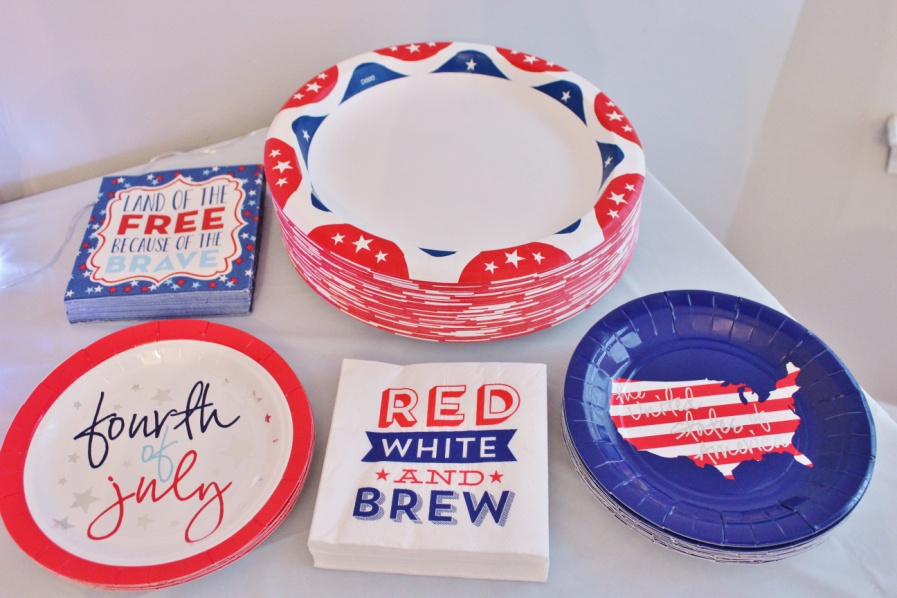 LAND OF THE
FREE
BECAUSE OF THE
BRAVE
fourth
of
july
RED
WHITE
AND
BREW
the
United
States of
America